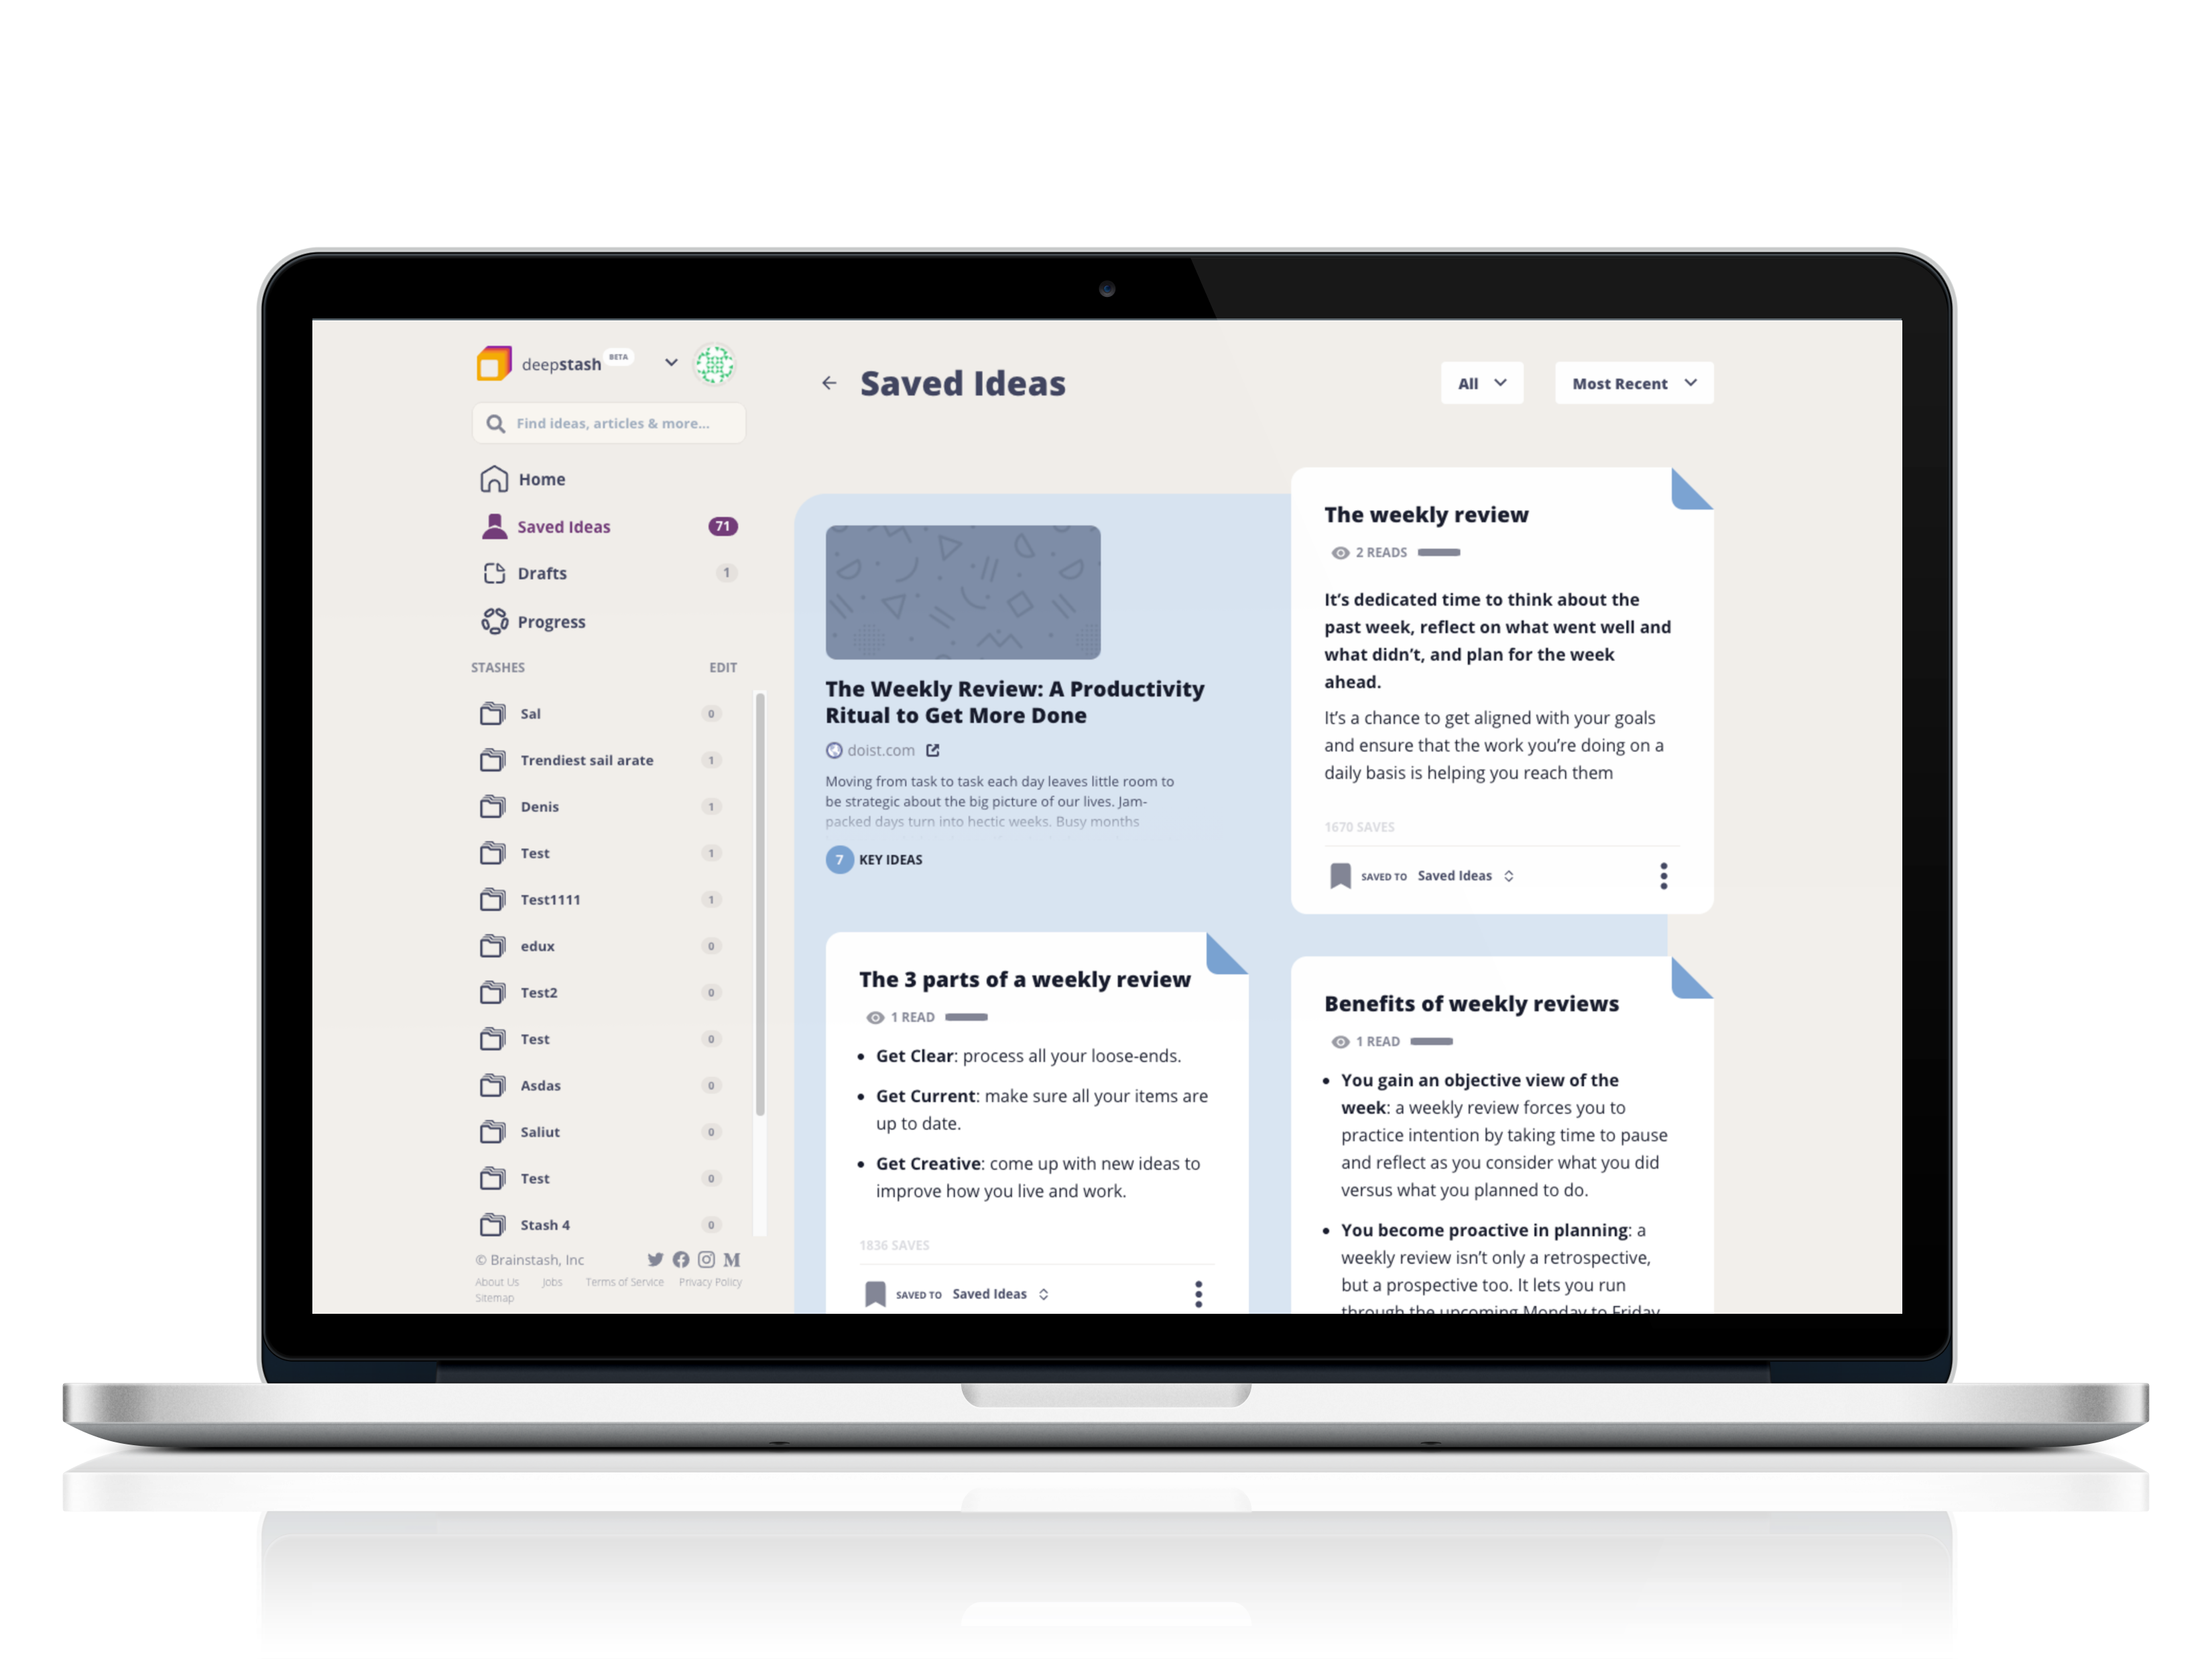 deepstash BETA
Find ideas, articles & more...
Home
Saved Ideas 71
Drafts 1
Progress
STASHES EDIT
Sal 0
Trendiest sail arate 1
Denis 1
Test 1
Test1111 1
edux 0
Test2 0
Test 0
Asdas 0
Saliut 0
Test 0
Stash 4 0
© Brainstash, Inc
About Us Jobs Terms of Service Privacy Policy
Sitemap
Saved Ideas
All
Most Recent
The Weekly Review: A Productivity
Ritual to Get More Done
doist.com
Moving from task to task each day leaves little room to
be strategic about the big picture of our lives. Jam-
packed days turn into hectic weeks. Busy months
7 KEY IDEAS
The weekly review
2 READS
It's dedicated time to think about the
past week, reflect on what went well and
what didn't, and plan for the week
ahead.
It's a chance to get aligned with your goals
and ensure that the work you're doing on a
daily basis is helping you reach them
1670 SAVES
SAVED TO Saved Ideas
The 3 parts of a weekly review
1 READ
• Get Clear: process all your loose-ends.
• Get Current: make sure all your items are
up to date.
• Get Creative: come up with new ideas to
improve how you live and work.
1836 SAVES
SAVED TO Saved Ideas
Benefits of weekly reviews
1 READ
• You gain an objective view of the
week: a weekly review forces you to
practice intention by taking time to pause
and reflect as you consider what you did
versus what you planned to do.
• You become proactive in planning: a
weekly review isn't only a retrospective,
but a prospective too. It lets you run
through the upcoming Monday to Friday